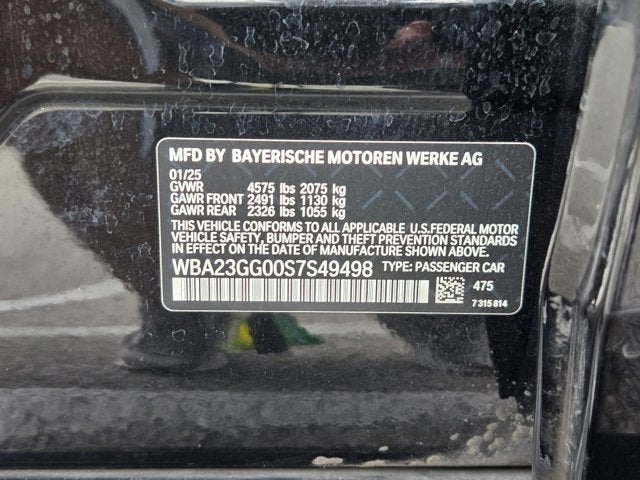 MFD BY BAYERISCHE MOTOREN WERKE AG
01/25
GVWR 4575 lbs 2075 kg
GAWR FRONT 2491 lbs 1130 kg
GAWR REAR 2326 lbs 1055 kg
THIS VEHICLE CONFORMS TO ALL APPLICABLE U.S.FEDERAL MOTOR
VEHICLE SAFETY, BUMPER AND THEFT PREVENTION STANDARDS
IN EFFECT ON THE DATE OF MANUFACTURE SHOWN ABOVE.
WBA23GG00S7S49498 TYPE: PASSENGER CAR
475
7315814